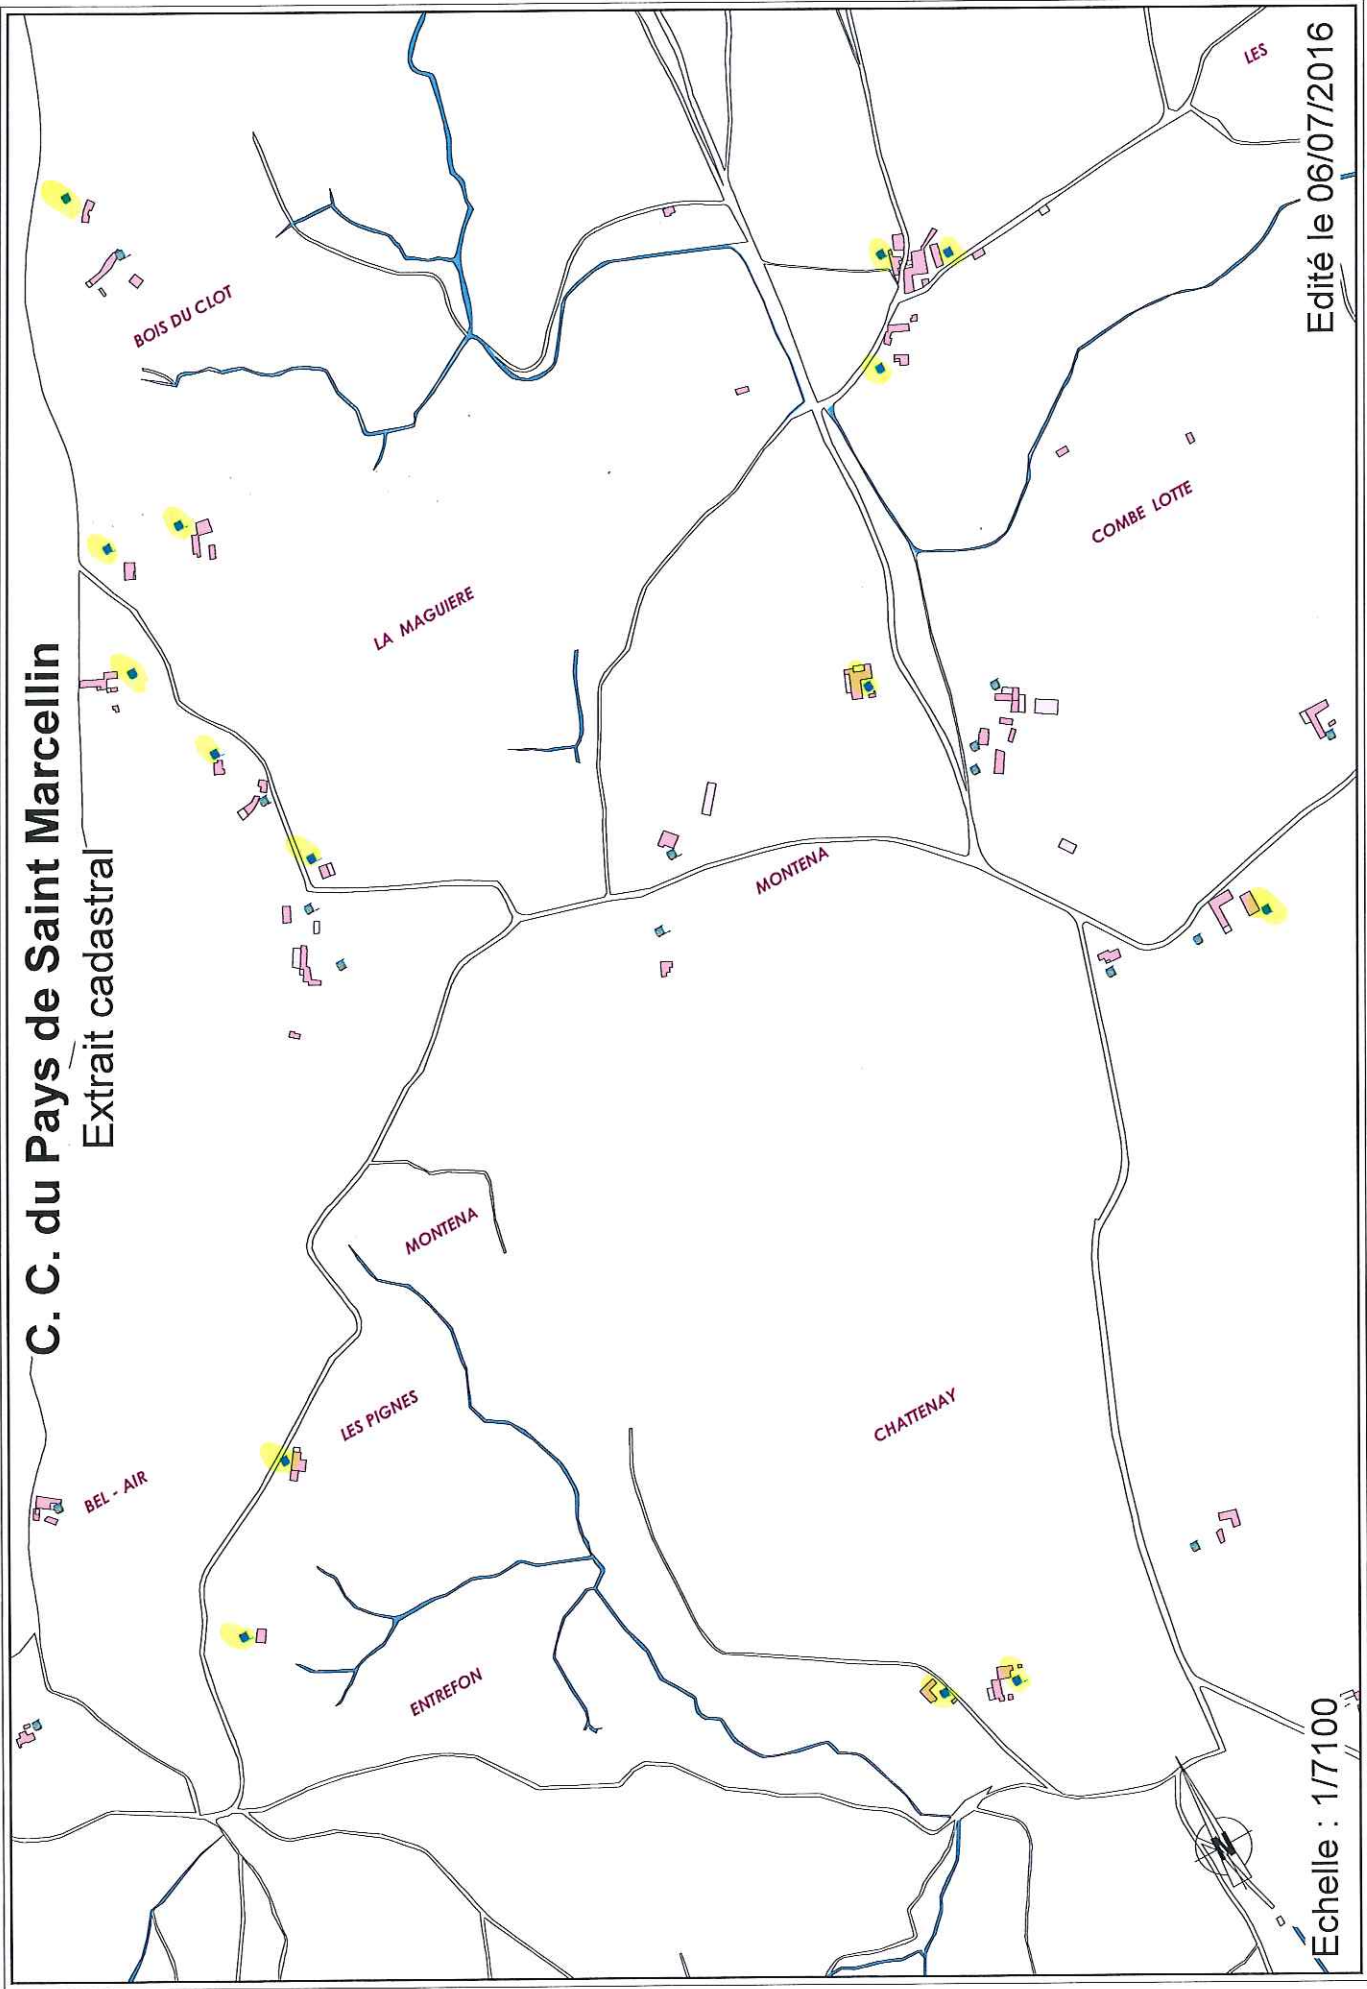 C. C. du Pays de Saint Marcellin
Extrait cadastral
BEL - AIR
LES PIGNES
ENTREFON
MONTENA
CHATTENAY
LA MAGUIERE
BOIS DU CLOT
MONTENA
COMBE LOTTE
LES
N
Echelle : 1/7100
Edité le 06/07/2016